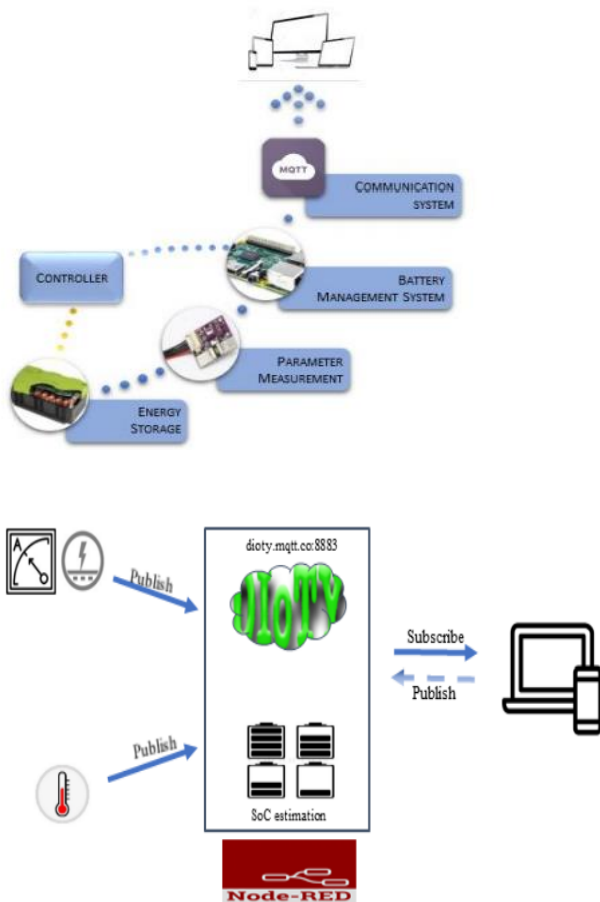 MQTT
COMMUNICATION
SYSTEM
CONTROLLER
BATTERY
MANAGEMENT SYSTEM
PARAMETER
MEASUREMENT
ENERGY
STORAGE
dioty.mqtt.co:8883
A
Publish
DIoTY
Subscribe
Publish
Publish
SoC estimation
Node-RED